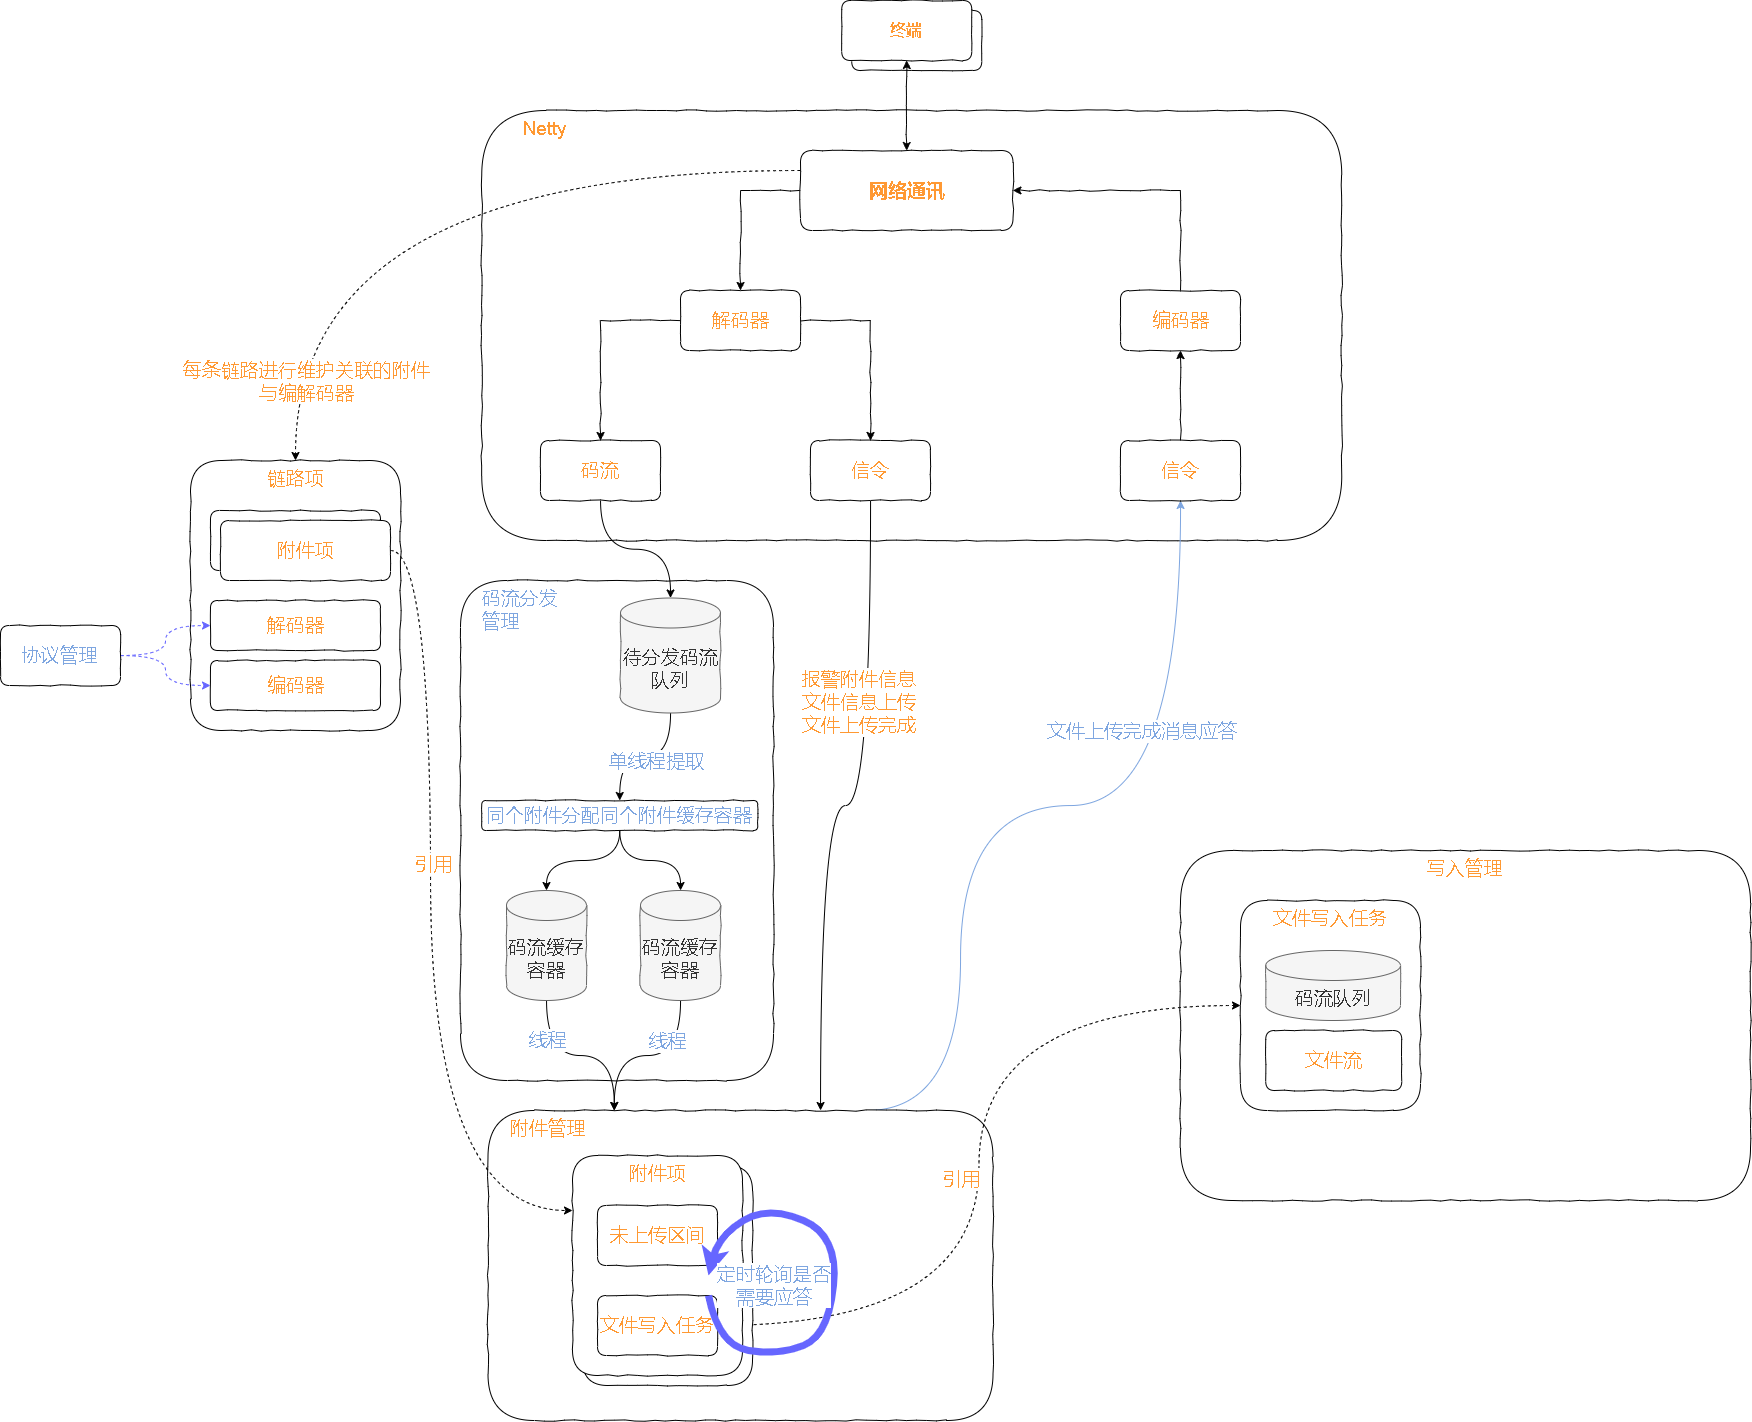 终端
Netty
网络通讯
解码器
编码器
每条链路进行维护关联的附件
与编解码器
码流
信令
信令
链路项
附件项
解码器
编码器
协议管理
码流分发
管理
待分发码流
队列
单线程提取
同个附件分配同个附件缓存容器
码流缓存
容器
码流缓存
容器
线程
线程
报警附件信息
文件信息上传
文件上传完成
文件上传完成消息应答
引用
写入管理
文件写入任务
码流队列
文件流
附件管理
附件项
未上传区间
定时轮询是否
需要应答
文件写入任务
引用